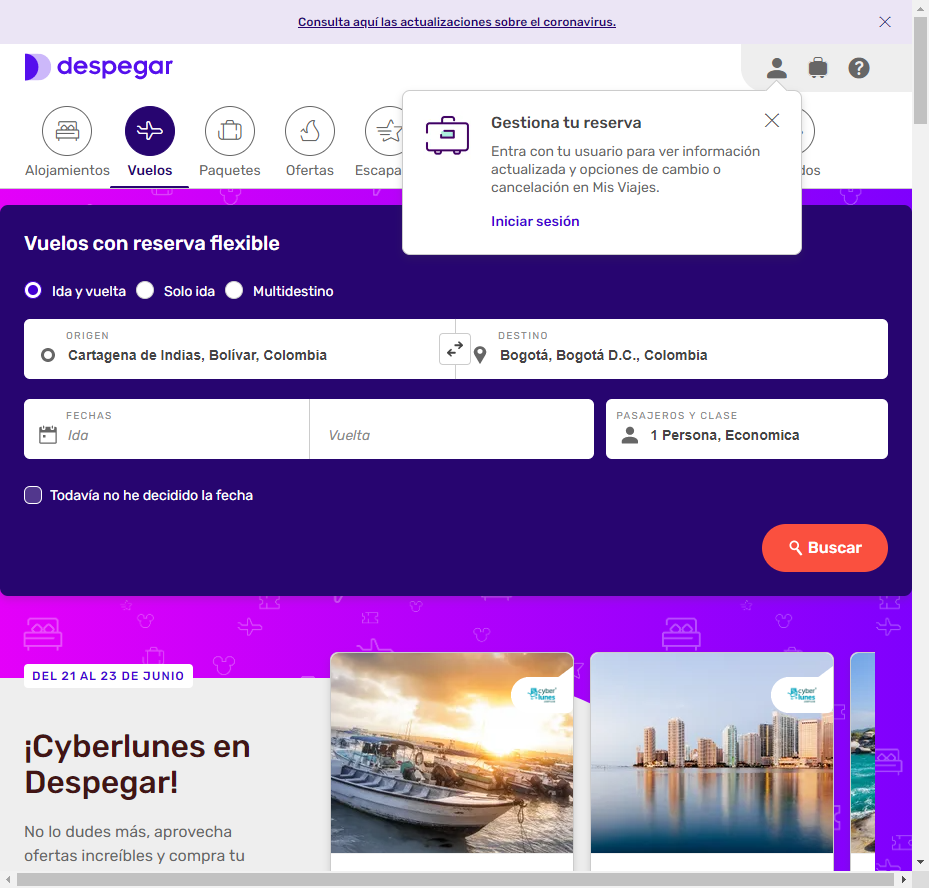 Consulta aquí las actualizaciones sobre el coronavirus.
despegar
Alojamientos
Vuelos
Paquetes
Ofertas
Escapa
dos
Gestiona tu reserva
Entra con tu usuario para ver información
actualizada y opciones de cambio o
cancelación en Mis Viajes.
Iniciar sesión
Vuelos con reserva flexible
Ida y vuelta
Solo ida
Multidestino
ORIGEN
Cartagena de Indias, Bolívar, Colombia
DESTINO
Bogotá, Bogotá D.C., Colombia
FECHAS
Ida
Vuelta
PASAJEROS Y CLASE
1 Persona, Economica
Todavía no he decidido la fecha
Buscar
DEL 21 AL 23 DE JUNIO
¡Cyberlunes en
Despegar!
No lo dudes más, aprovecha
ofertas increíbles y compra tu
cyber
lunes
cyber
lunes